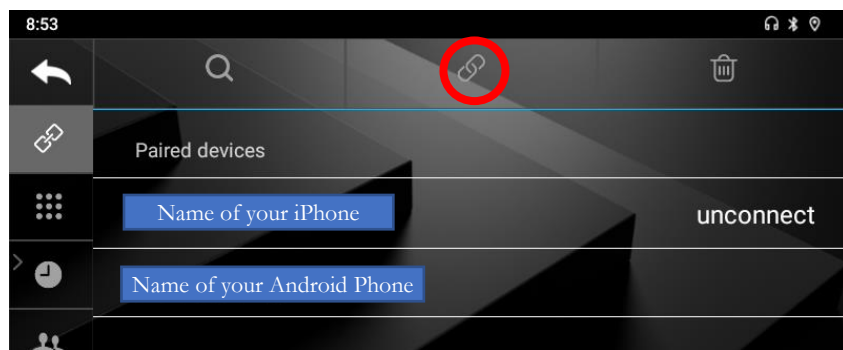 8:53
Paired devices
Name of your iPhone
unconnect
Name of your Android Phone